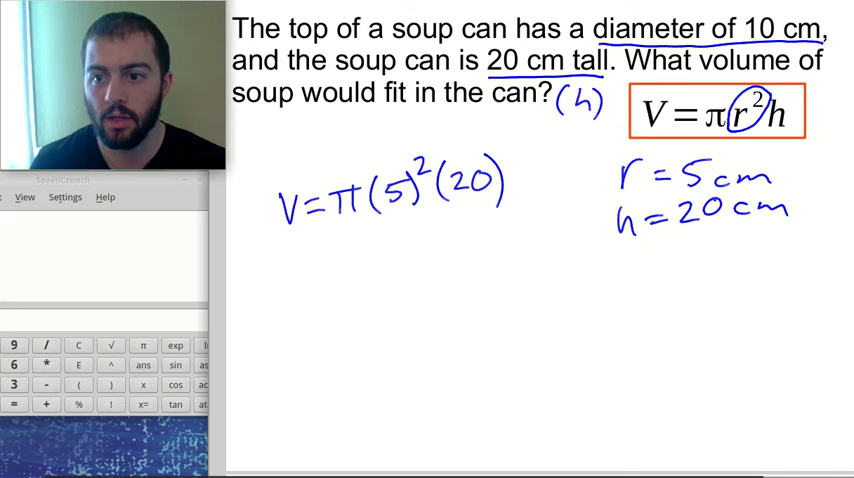 The top of a soup can has a diameter of 10 cm,
and the soup can is 20 cm tall. What volume of
soup would fit in the can? (h)
V = πr²h
V = π(5)²(20)
r = 5 cm
h = 20 cm
SpeedCrunch
View Settings Help
9 / C √ π exp
6 * E ^ ans sin
3 - ( ) x cos
= + % ! x= tan